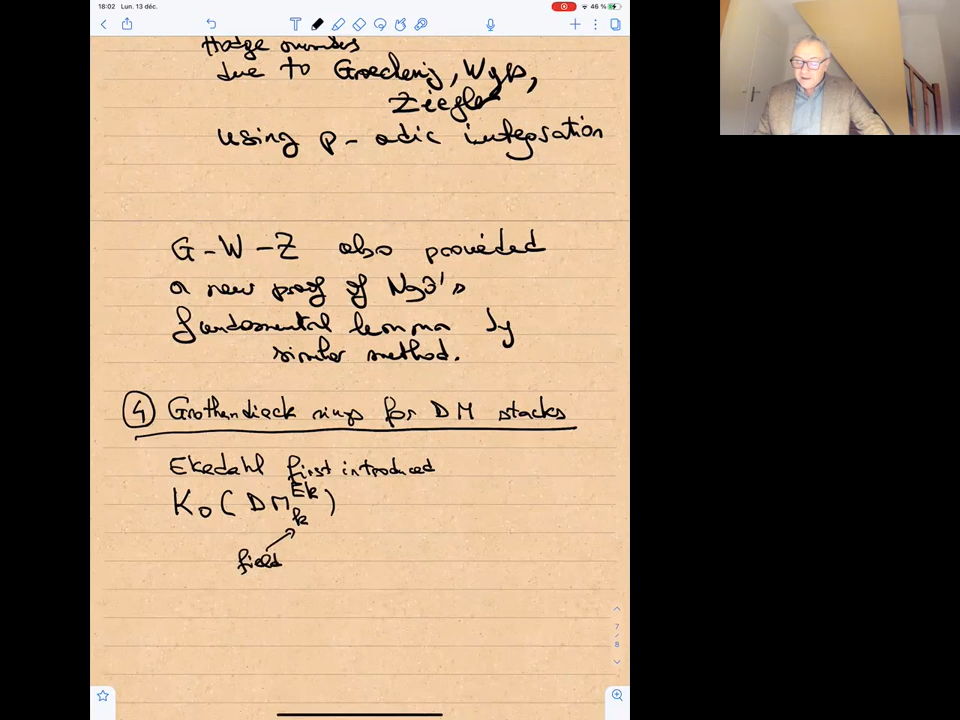 18:02 Lun. 13 déc.
46 %
Hodge numbers
due to Groechenig, Wyss,
Ziegler
using p-adic integration
G-W-Z also provided
a new proof of Ngô's
fundamental lemma by
similar method.
④ Grothendieck rings for DM stacks
Ekedahl first introduced
K₀(DM_k^{Ek})
field
7
/
8